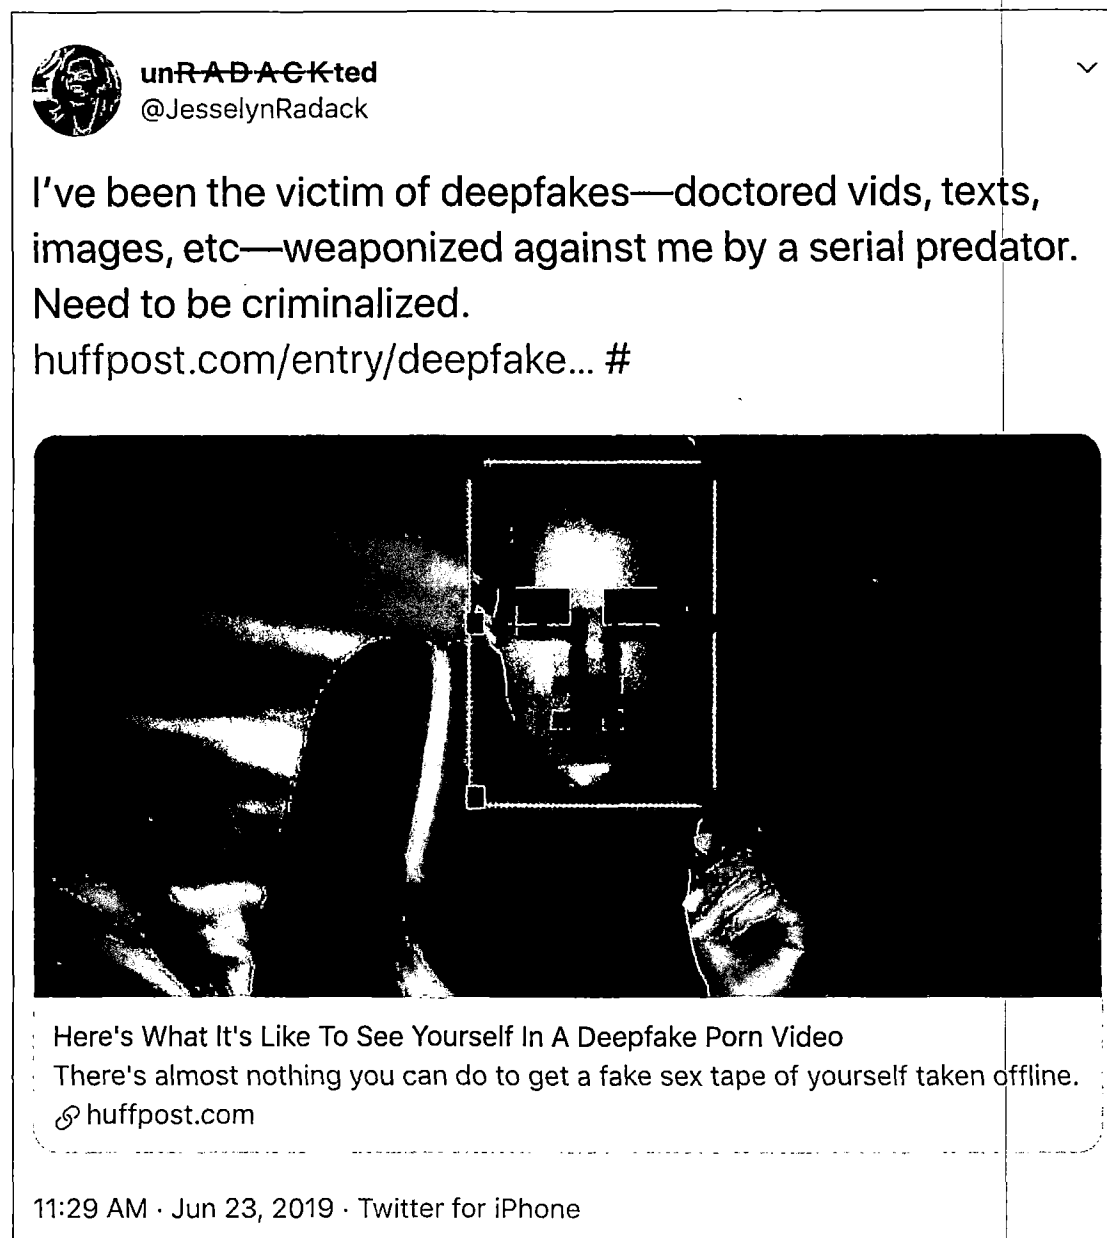 unRADACKted
@JesselynRadack
I've been the victim of deepfakes—doctored vids, texts,
images, etc—weaponized against me by a serial predator.
Need to be criminalized.
huffpost.com/entry/deepfake... #
Here's What It's Like To See Yourself In A Deepfake Porn Video
There's almost nothing you can do to get a fake sex tape of yourself taken offline.
huffpost.com
11:29 AM · Jun 23, 2019 · Twitter for iPhone